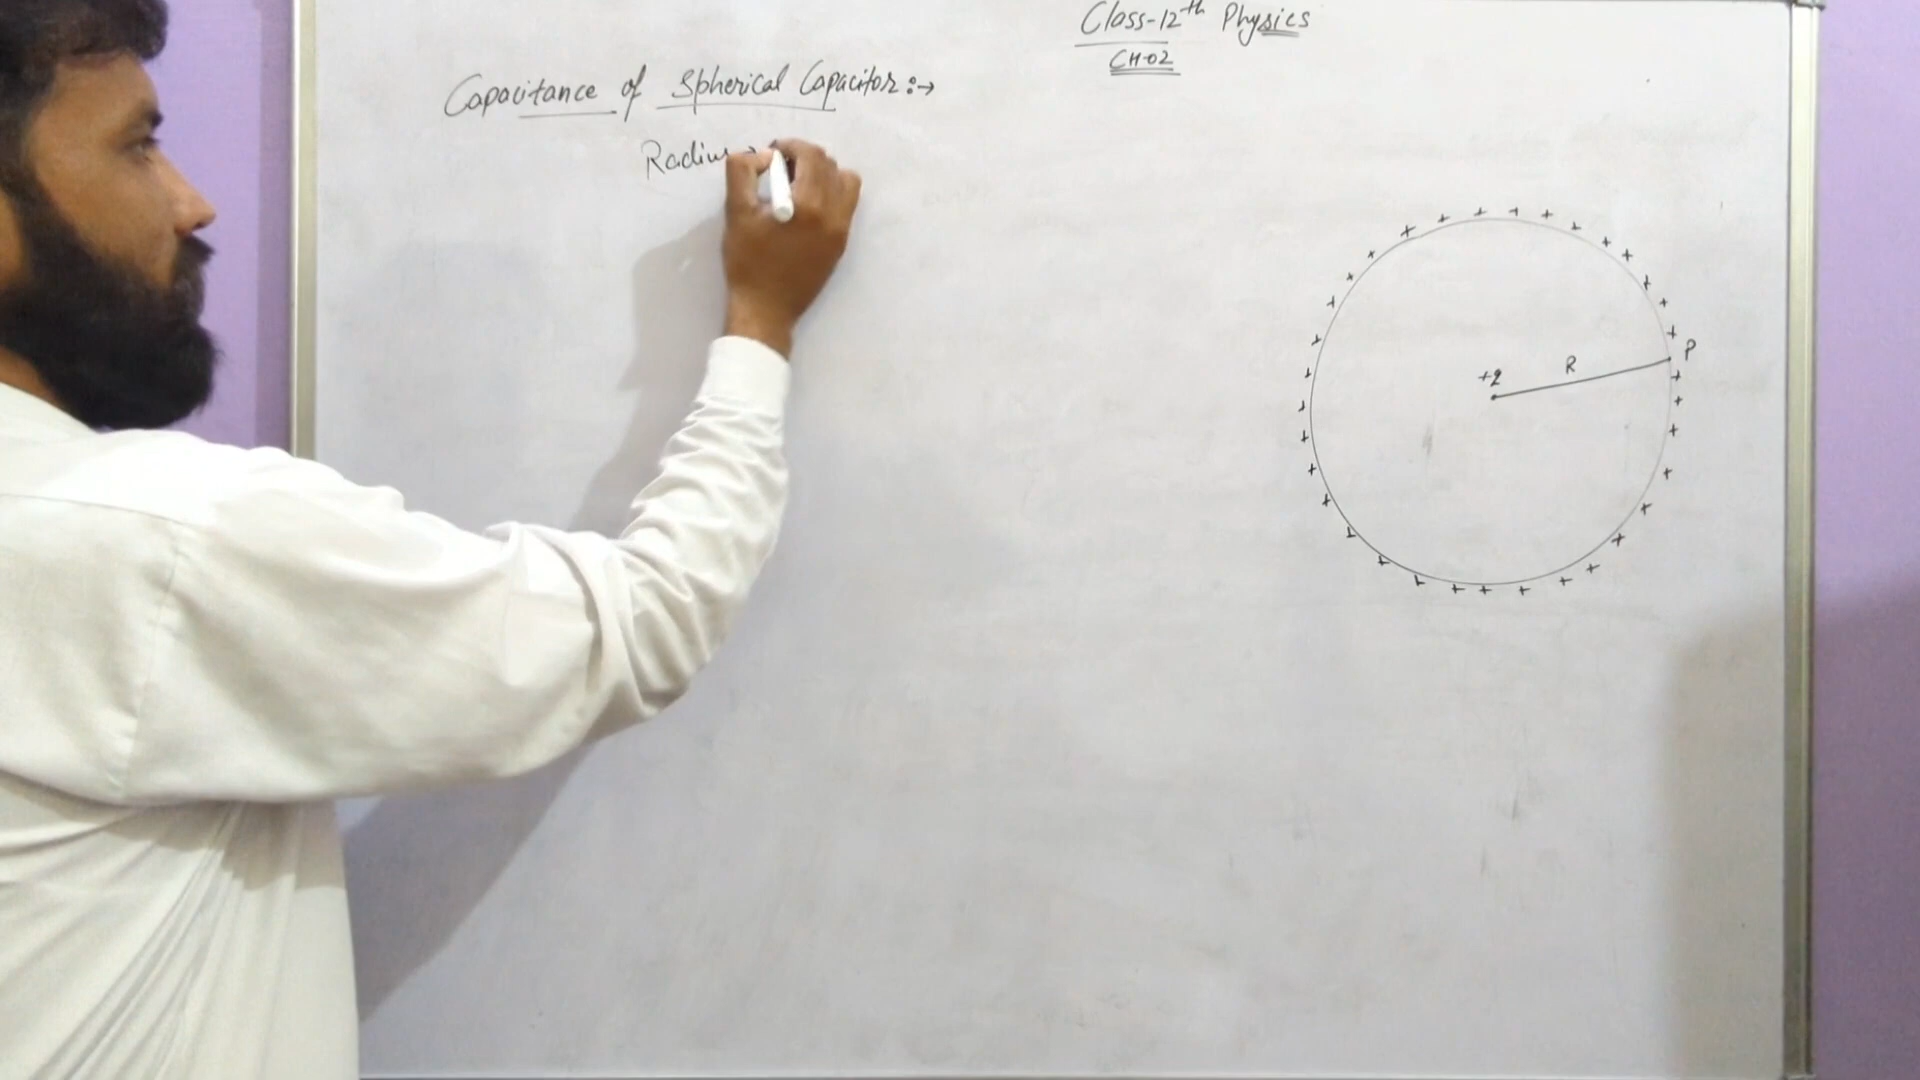 Class-12th Physics
CH-02
Capacitance of Spherical Capacitor:→
Radius →
P
R
+q